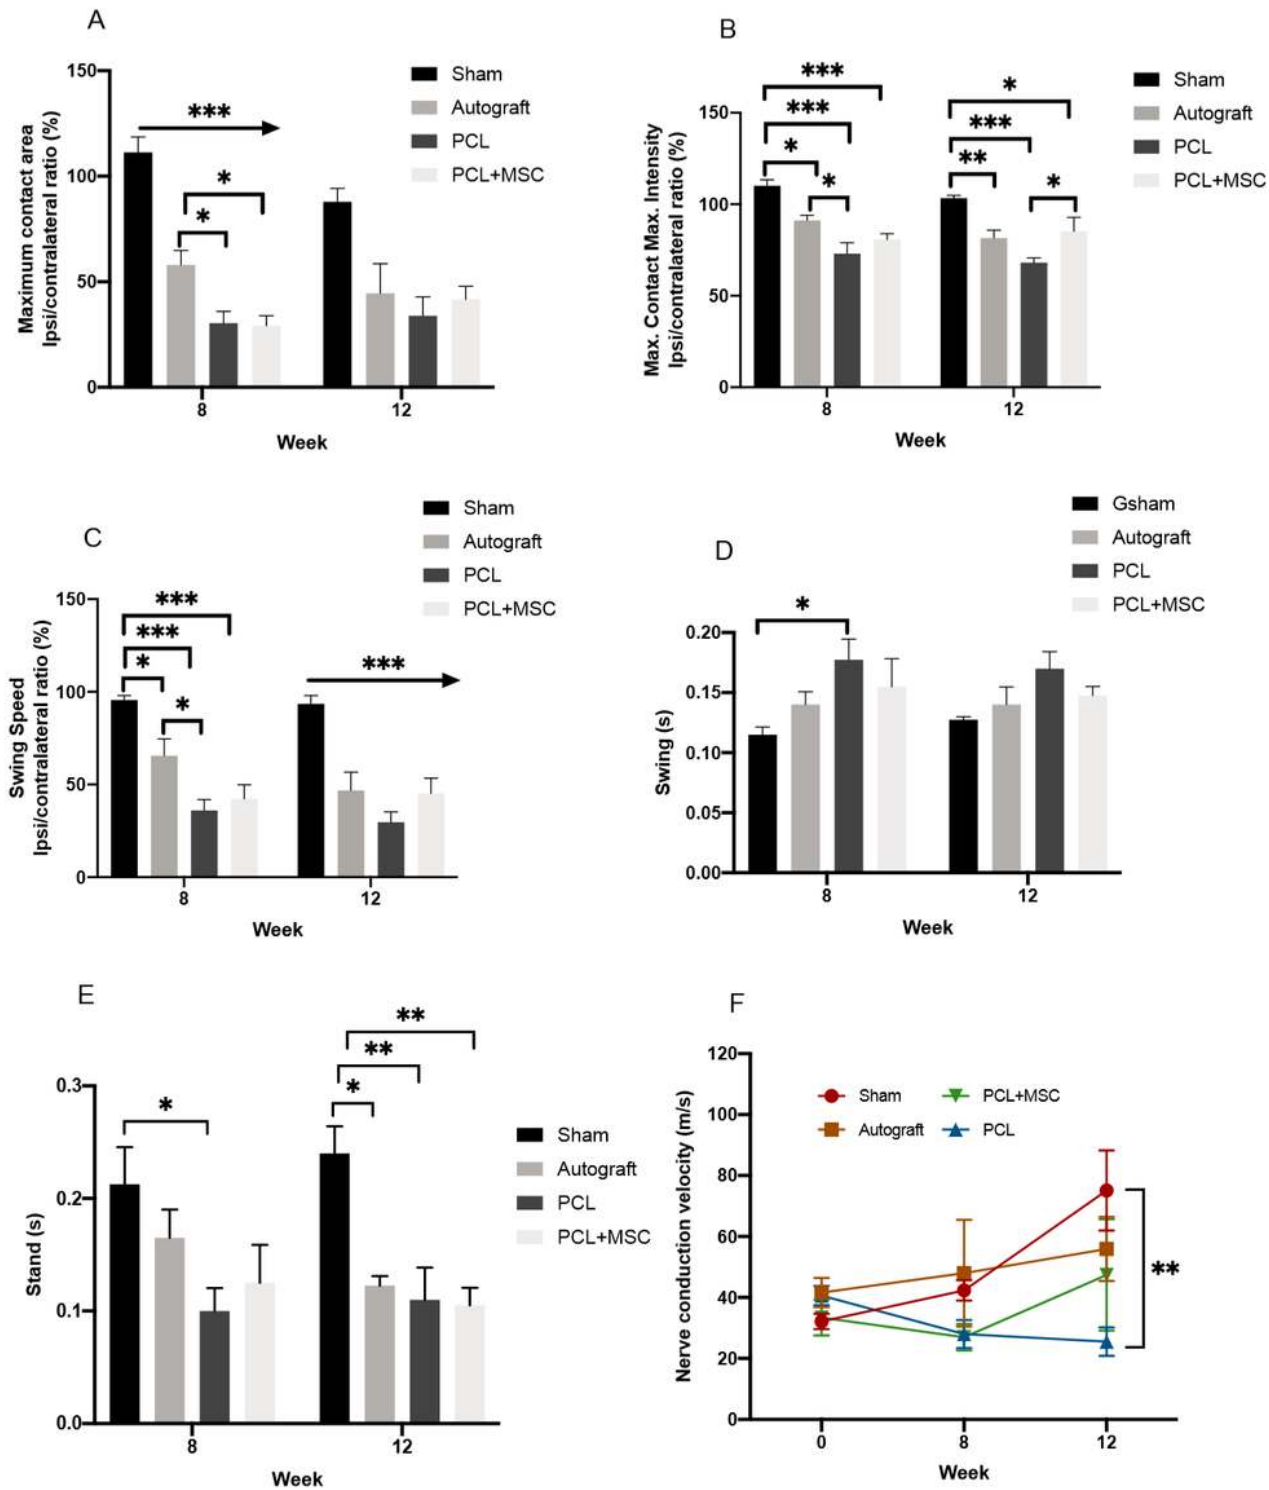 A
Maximum contact area
Ipsi/contralateral ratio (%)
150
100
50
0
***
*
*
Sham
Autograft
PCL
PCL+MSC
8
12
Week
B
Max. Contact Max. Intensity
Ipsi/contralateral ratio (%)
150
100
50
0
***
***
*
*
*
***
**
*
Sham
Autograft
PCL
PCL+MSC
8
12
Week
C
Swing Speed
Ipsi/contralateral ratio (%)
150
100
50
0
***
***
*
*
***
Sham
Autograft
PCL
PCL+MSC
8
12
Week
D
Swing (s)
0.20
0.15
0.10
0.05
0.00
*
Gsham
Autograft
PCL
PCL+MSC
8
12
Week
E
Stand (s)
0.3
0.2
0.1
0.0
*
**
**
*
Sham
Autograft
PCL
PCL+MSC
8
12
Week
F
Nerve conduction velocity (m/s)
120
100
80
60
40
20
0
Sham
PCL+MSC
Autograft
PCL
**
0
8
12
Week